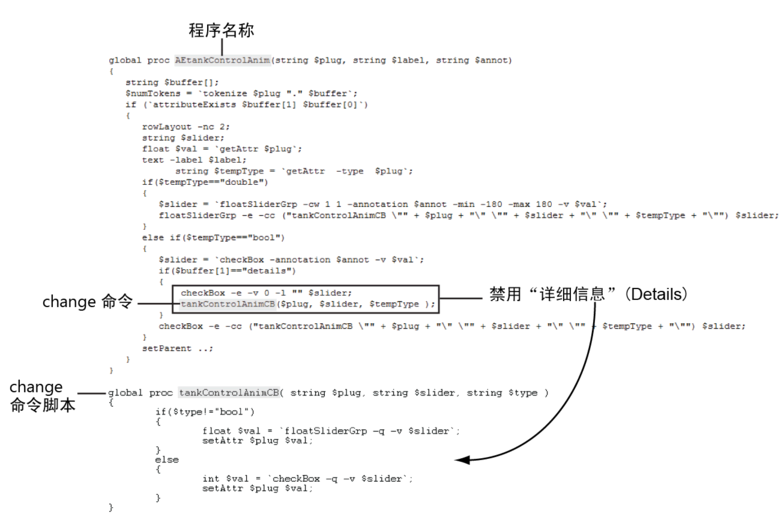 程序名称
global proc AEtankControlAnim(string $plug, string $label, string $annot)
{
string $buffer[];
$numTokens = `tokenize $plug "." $buffer`;
if (`attributeExists $buffer[1] $buffer[0]`)
{
rowLayout -nc 2;
string $slider;
float $val = `getAttr $plug`;
text -label $label;
string $tempType = `getAttr -type $plug`;
if($tempType=="double")
{
$slider = `floatSliderGrp -cw 1 1 -annotation $annot -min -180 -max 180 -v $val`;
floatSliderGrp -e -cc ("tankControlAnimCB \"" + $plug + "\" \"" + $slider + "\" \"" + $tempType + "\"") $slider;
}
else if($tempType=="bool")
{
$slider = `checkBox -annotation $annot -v $val`;
if($buffer[1]=="details")
{
checkBox -e -v 0 -l "" $slider;
change 命令
tankControlAnimCB($plug, $slider, $tempType );
禁用“详细信息”(Details)
}
checkBox -e -cc ("tankControlAnimCB \"" + $plug + "\" \"" + $slider + "\" \"" + $tempType + "\"") $slider;
}
setParent ..;
}
}
change
命令脚本
global proc tankControlAnimCB( string $plug, string $slider, string $type )
{
if($type!="bool")
{
float $val = `floatSliderGrp -q -v $slider`;
setAttr $plug $val;
}
else
{
int $val = `checkBox -q -v $slider`;
setAttr $plug $val;
}
}